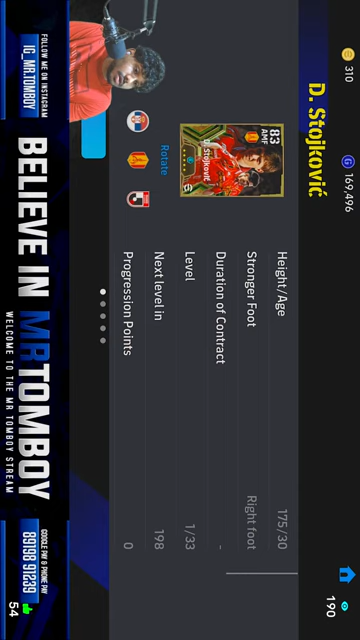 310
169,496
190
D. Stojković
83
AMF
D. Stojković
Rotate
Height/Age 175/30
Stronger Foot Right foot
Duration of Contract -
Level 1/33
Next level in 198
Progression Points 0
FOLLOW ME ON INSTAGRAM
IG_MR.TOMBOY
BELIEVE IN MRTOMBOY
WELCOME TO THE MR TOMBOY STREAM
GOOGLE PAY & PHONE PAY
89198 91239
54